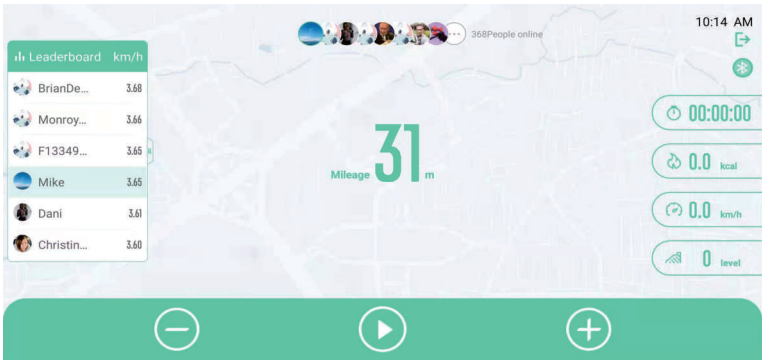 10:14 AM
368People online
Leaderboard km/h
BrianDe... 3.68
Monroy... 3.66
F13349... 3.65
Mike 3.65
Dani 3.61
Christin... 3.60
Mileage 31 m
00:00:00
0.0 kcal
0.0 km/h
0 level